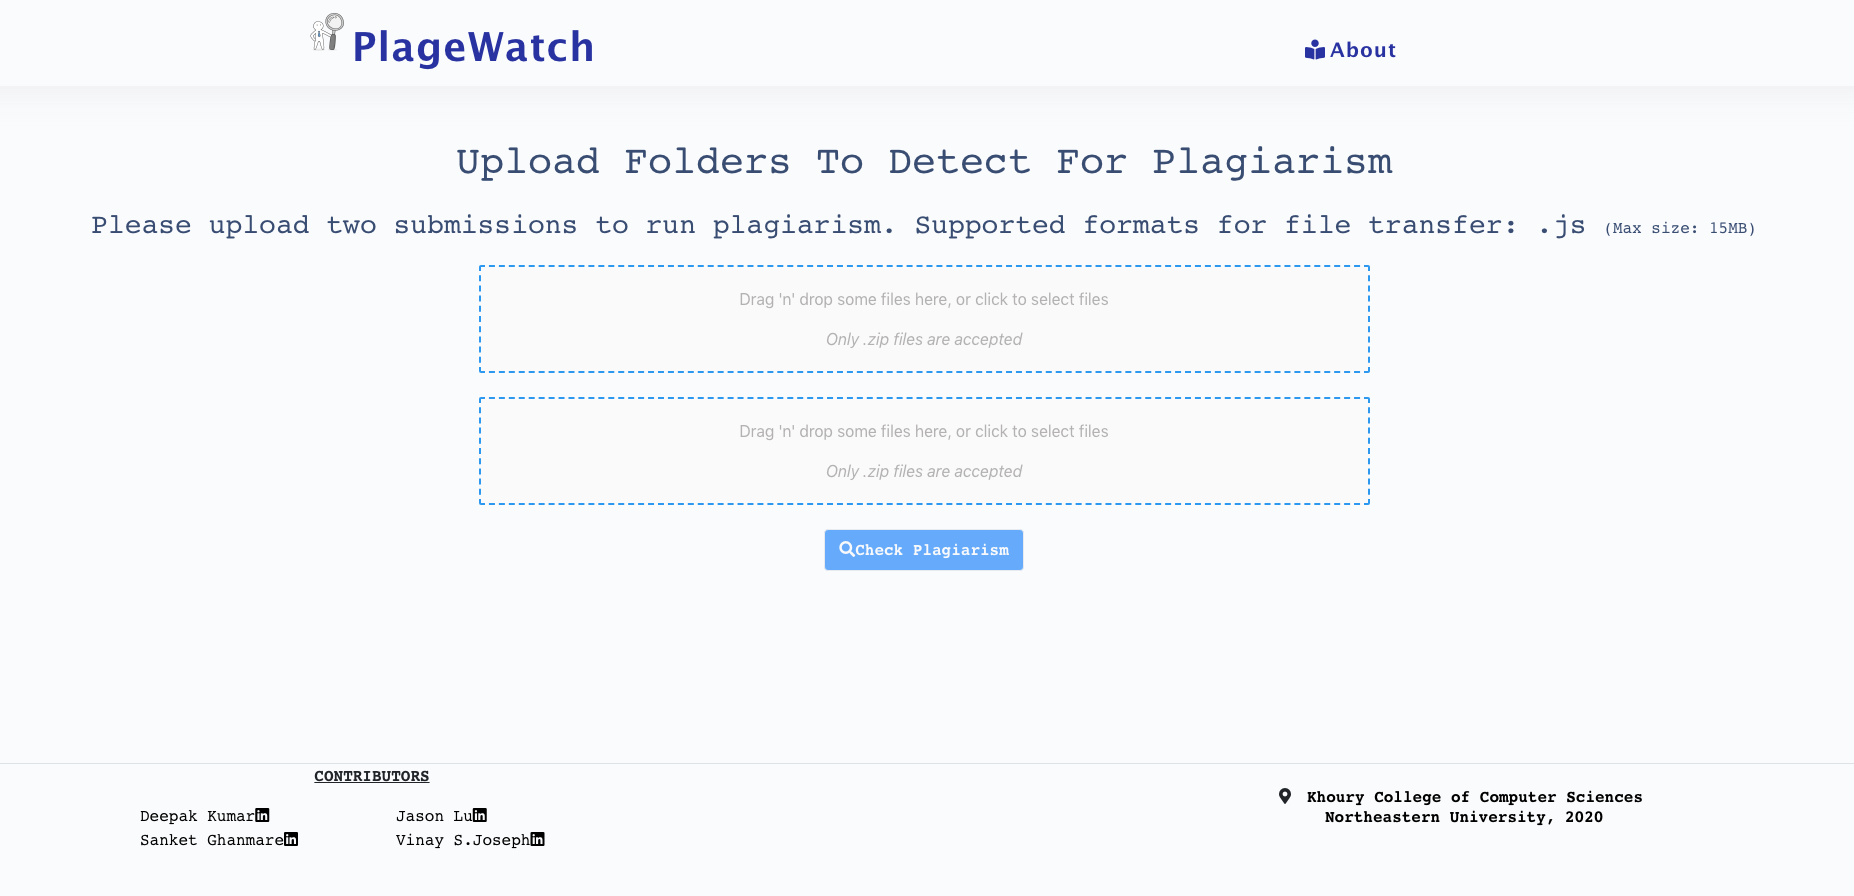 PlageWatch
About
Upload Folders To Detect For Plagiarism
Please upload two submissions to run plagiarism. Supported formats for file transfer: .js (Max size: 15MB)
Drag 'n' drop some files here, or click to select files
Only .zip files are accepted
Drag 'n' drop some files here, or click to select files
Only .zip files are accepted
Check Plagiarism
CONTRIBUTORS
Deepak Kumar
Jason Lu
Sanket Ghanmare
Vinay S.Joseph
Khoury College of Computer Sciences
Northeastern University, 2020